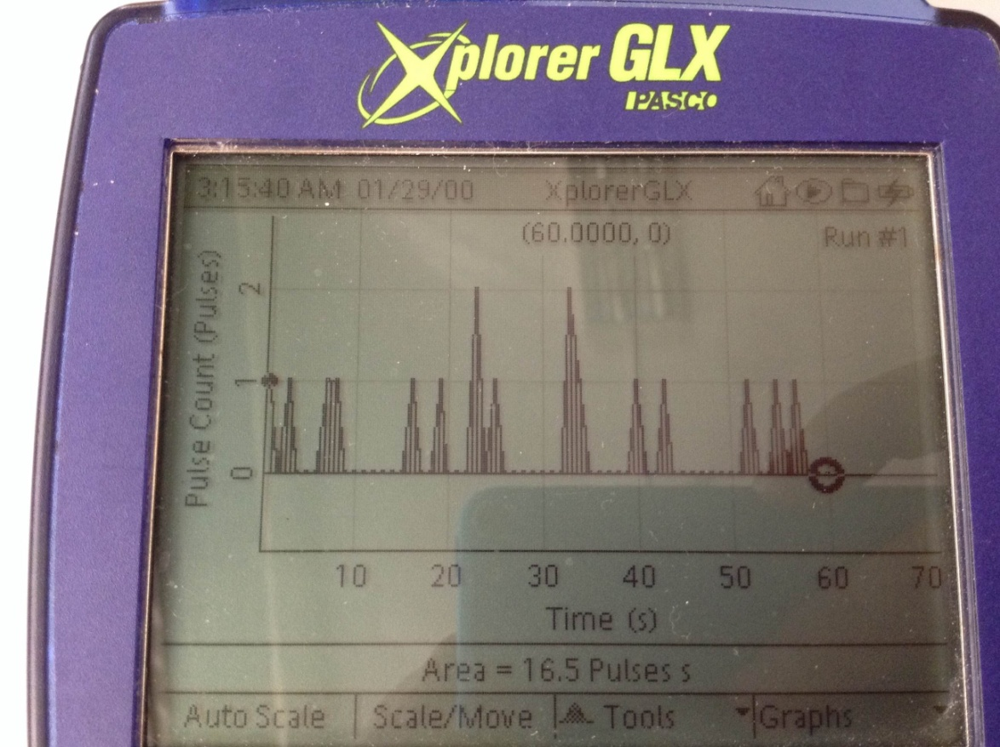 Xplorer GLX
PASCO
3:15:40 AM 01/29/00 XplorerGLX
(60.0000, 0) Run #1
Pulse Count (Pulses)
2
1
0
10 20 30 40 50 60 70
Time (s)
Area = 16.5 Pulses s
Auto Scale Scale/Move Tools Graphs